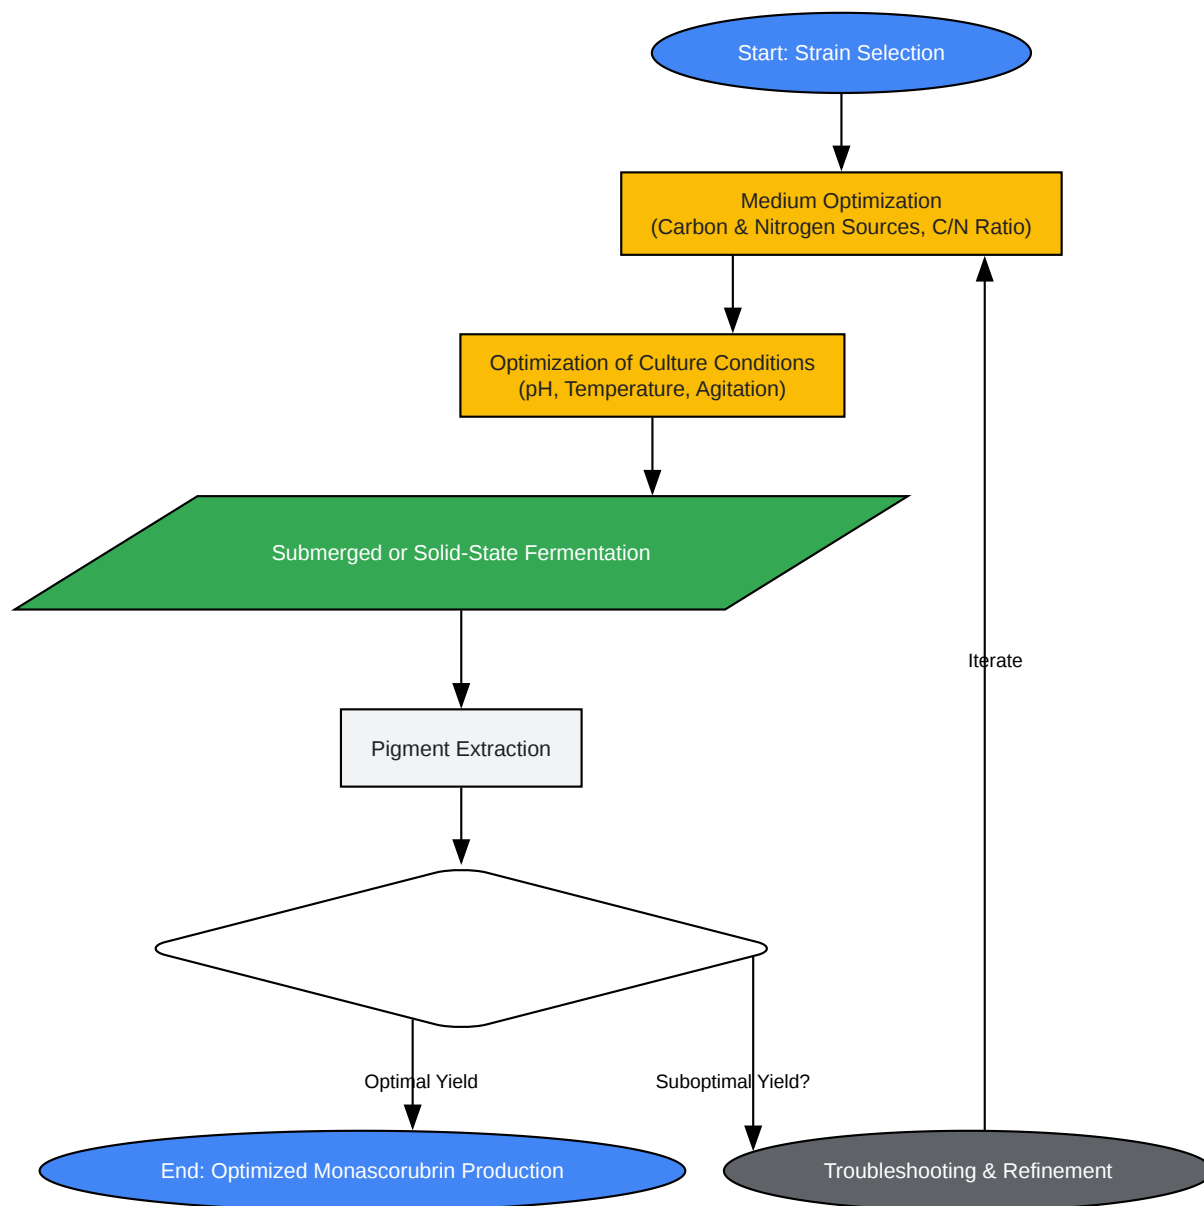 Start: Strain Selection
Medium Optimization
(Carbon & Nitrogen Sources, C/N Ratio)
Optimization of Culture Conditions
(pH, Temperature, Agitation)
Submerged or Solid-State Fermentation
Iterate
Pigment Extraction
Optimal Yield
Suboptimal Yield?
End: Optimized Monascorubrin Production
Troubleshooting & Refinement